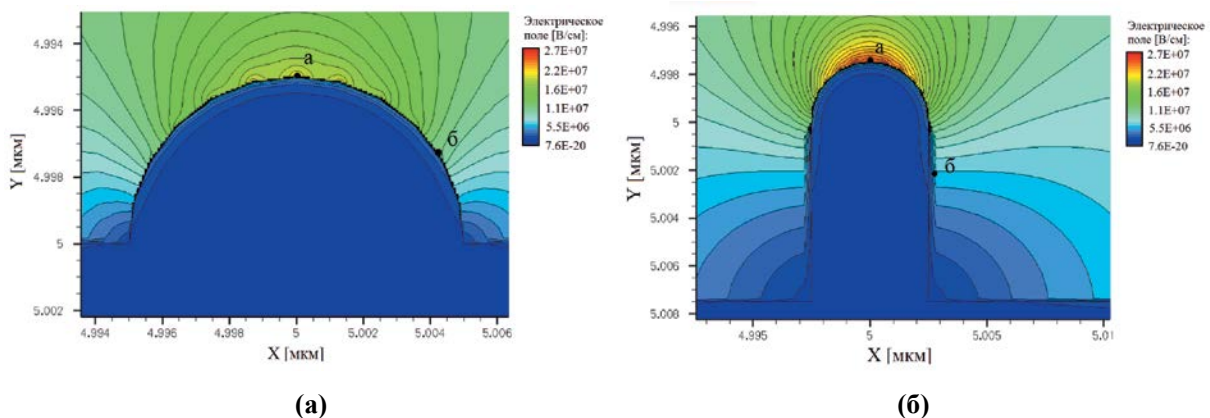 4.994
4.996
4.998
5
5.002
Y [мкм]
4.994 4.996 4.998 5 5.002 5.004 5.006
X [мкм]
а
б
Электрическое
поле [В/см]:
2.7E+07
2.2E+07
1.6E+07
1.1E+07
5.5E+06
7.6E-20
(а)
4.996
4.998
5
5.002
5.004
5.006
5.008
Y [мкм]
4.995 5 5.005 5.01
X [мкм]
а
б
Электрическое
поле [В/см]:
2.7E+07
2.2E+07
1.6E+07
1.1E+07
5.5E+06
7.6E-20
(б)